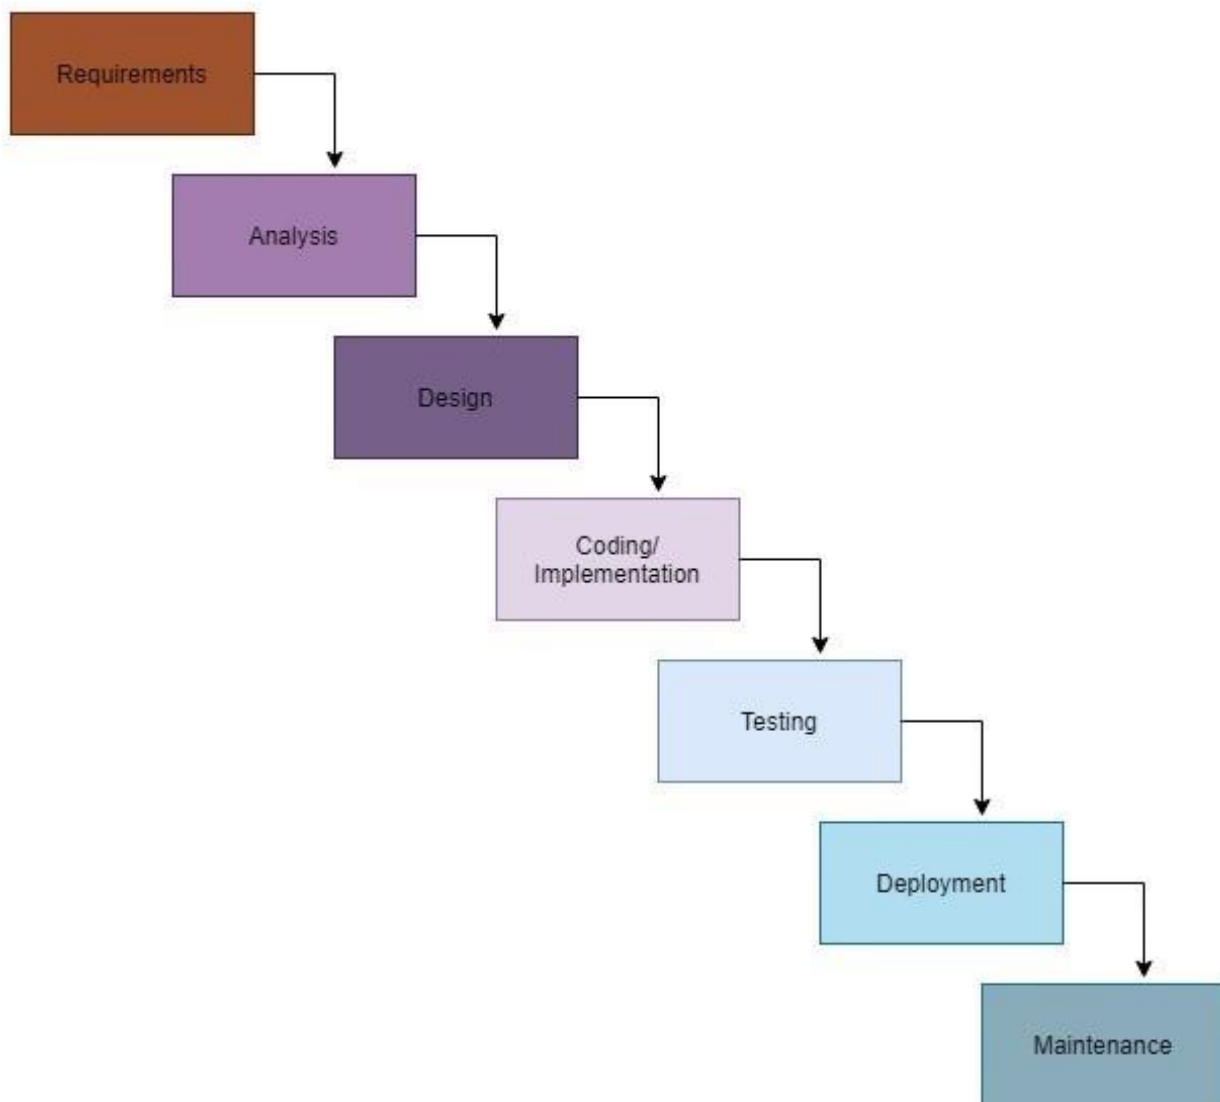 Requirements
Analysis
Design
Coding/
Implementation
Testing
Deployment
Maintenance